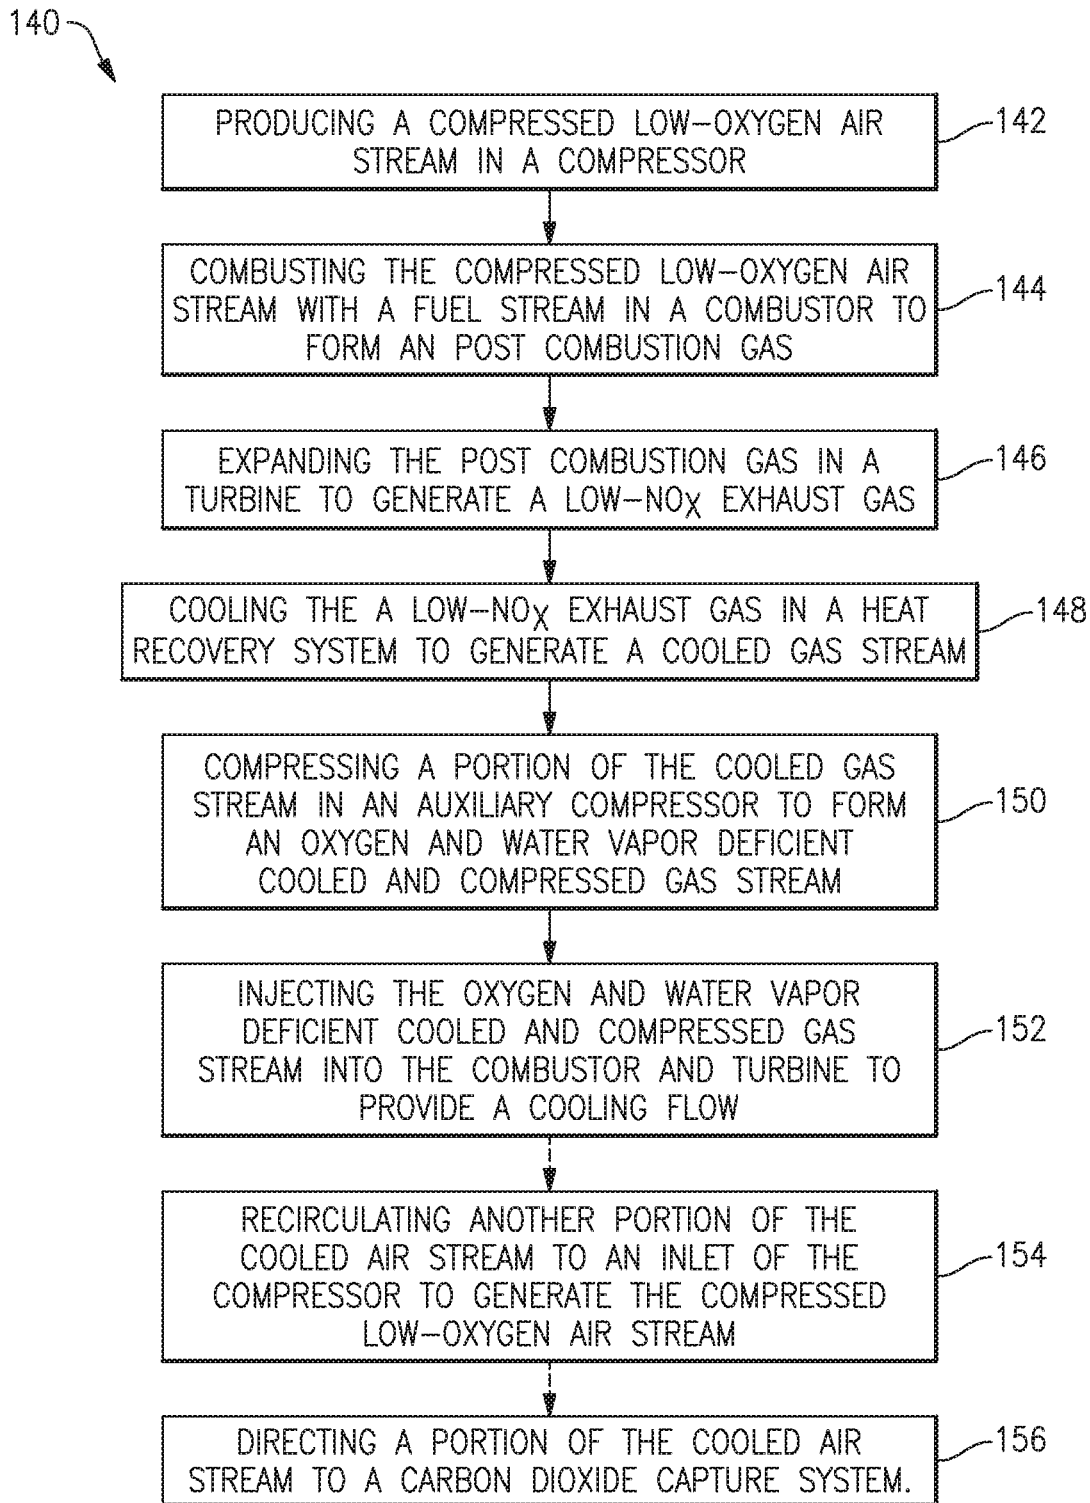 140
PRODUCING A COMPRESSED LOW-OXYGEN AIR
STREAM IN A COMPRESSOR
142
COMBUSTING THE COMPRESSED LOW-OXYGEN AIR
STREAM WITH A FUEL STREAM IN A COMBUSTOR TO
FORM AN POST COMBUSTION GAS
144
EXPANDING THE POST COMBUSTION GAS IN A
TURBINE TO GENERATE A LOW-NOX EXHAUST GAS
146
COOLING THE A LOW-NOX EXHAUST GAS IN A HEAT
RECOVERY SYSTEM TO GENERATE A COOLED GAS STREAM
148
COMPRESSING A PORTION OF THE COOLED GAS
STREAM IN AN AUXILIARY COMPRESSOR TO FORM
AN OXYGEN AND WATER VAPOR DEFICIENT
COOLED AND COMPRESSED GAS STREAM
150
INJECTING THE OXYGEN AND WATER VAPOR
DEFICIENT COOLED AND COMPRESSED GAS
STREAM INTO THE COMBUSTOR AND TURBINE TO
PROVIDE A COOLING FLOW
152
RECIRCULATING ANOTHER PORTION OF THE
COOLED AIR STREAM TO AN INLET OF THE
COMPRESSOR TO GENERATE THE COMPRESSED
LOW-OXYGEN AIR STREAM
154
DIRECTING A PORTION OF THE COOLED AIR
STREAM TO A CARBON DIOXIDE CAPTURE SYSTEM.
156